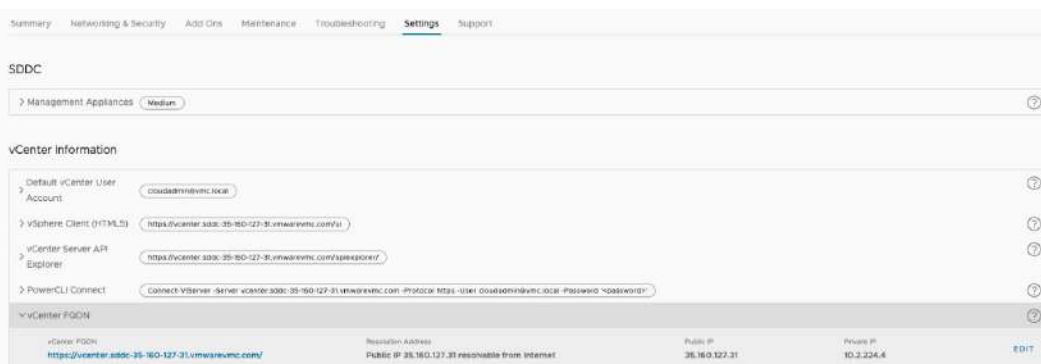 Summary Networking & Security Add Ons Maintenance Troubleshooting Settings Support
SDDC
Management Appliances Medium
vCenter Information
Default vCenter User
Account
cloudadmin@vmc.local
vSphere Client (HTML5) https://vcenter.sddc-35-160-127-31.vmwarevmc.com/ui
vCenter Server API
Explorer
https://vcenter.sddc-35-160-127-31.vmwarevmc.com/apiexplorer/
PowerCLI Connect Connect-VIServer -Server vcenter.sddc-35-160-127-31.vmwarevmc.com -Protocol https -User cloudadmin@vmc.local -Password '<password>'
vCenter FQDN
vCenter FQDN Resolution Address Public IP Private IP
https://vcenter.sddc-35-160-127-31.vmwarevmc.com/ Public IP 35.160.127.31 resolvable from Internet 35.160.127.31 10.2.224.4 EDIT